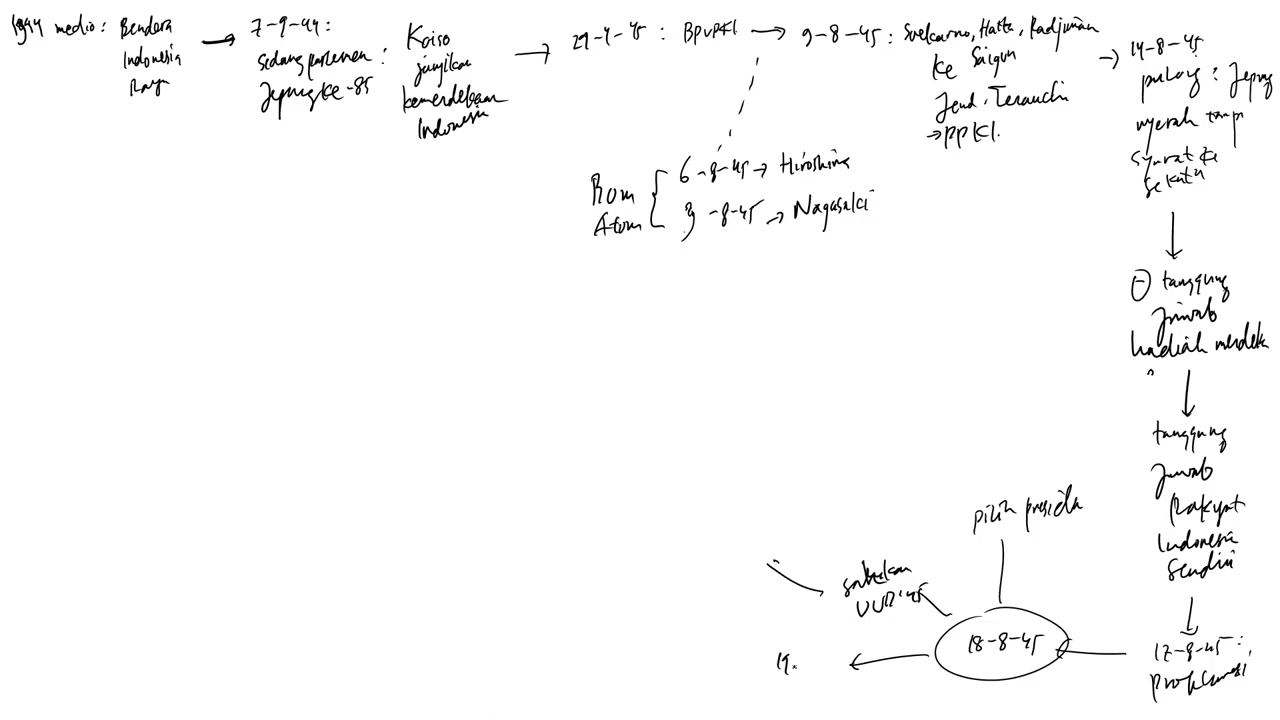 1944 medio : Bendera
Indonesia
Raya
7-9-44 :
sidang parlemen :
Jepang ke-85
Koiso
janjikan
kemerdekaan
Indonesia
29-4-45 : BPUPKI
9-8-45 : Soekarno, Hatta, Radjiman
ke Saigon
Jend. Terauchi
→ PPKI.
14-8-45
pulang : Jepang
nyerah tanpa
syarat ke
Sekutu
Bom
Atom
6-8-45 → Hiroshima
9-8-45 → Nagasaki
tanggung
jawab
hadiah merdeka
tanggung
jawab
Rakyat
Indonesia
Sendiri
17-8-45 :
proklamasi
18-8-45
pilih presiden
sahkan
UUD'45
19.